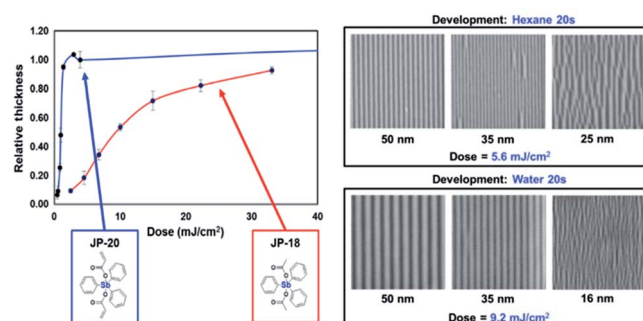 1.20
1.00
0.80
0.60
0.40
0.20
0.00
Relative thickness
0 10 20 30 40
Dose (mJ/cm²)
JP-20
O
O
Sb
O
O
JP-18
O
O
Sb
O
O
Development: Hexane 20s
50 nm 35 nm 25 nm
Dose = 5.6 mJ/cm²
Development: Water 20s
50 nm 35 nm 16 nm
Dose = 9.2 mJ/cm²